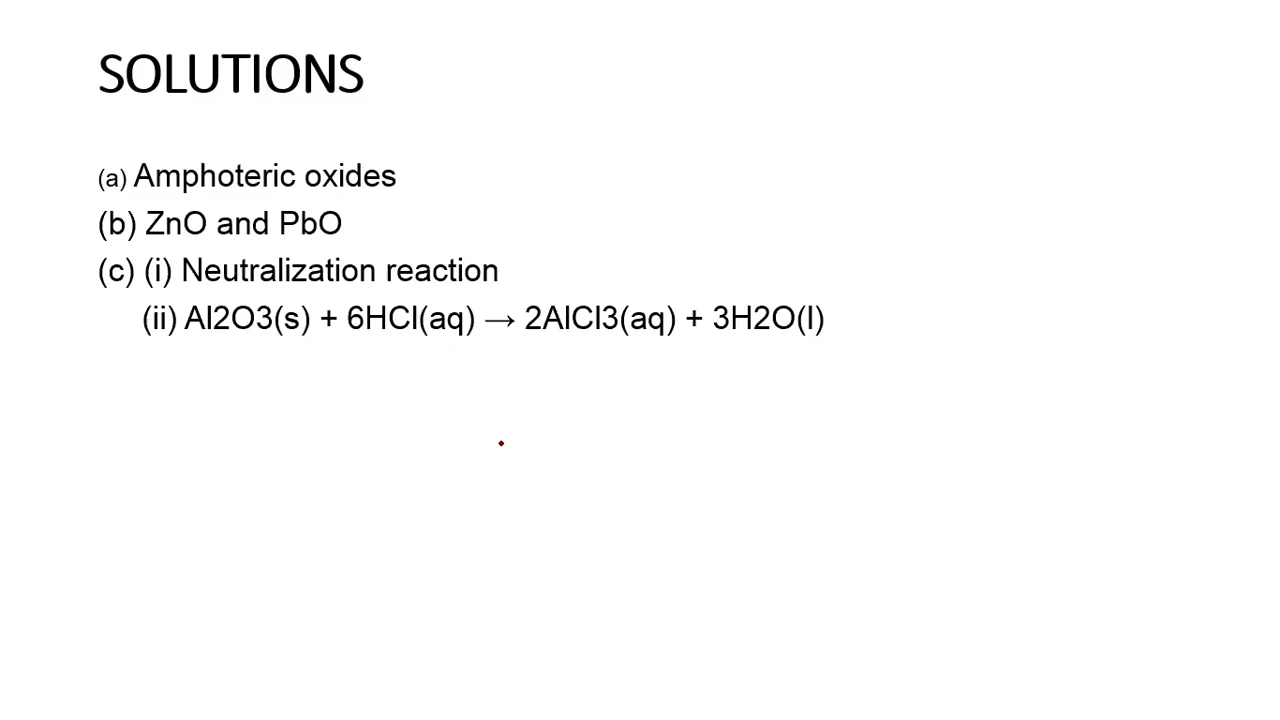 SOLUTIONS
(a) Amphoteric oxides
(b) ZnO and PbO
(c) (i) Neutralization reaction
(ii) Al2O3(s) + 6HCl(aq) → 2AlCl3(aq) + 3H2O(l)